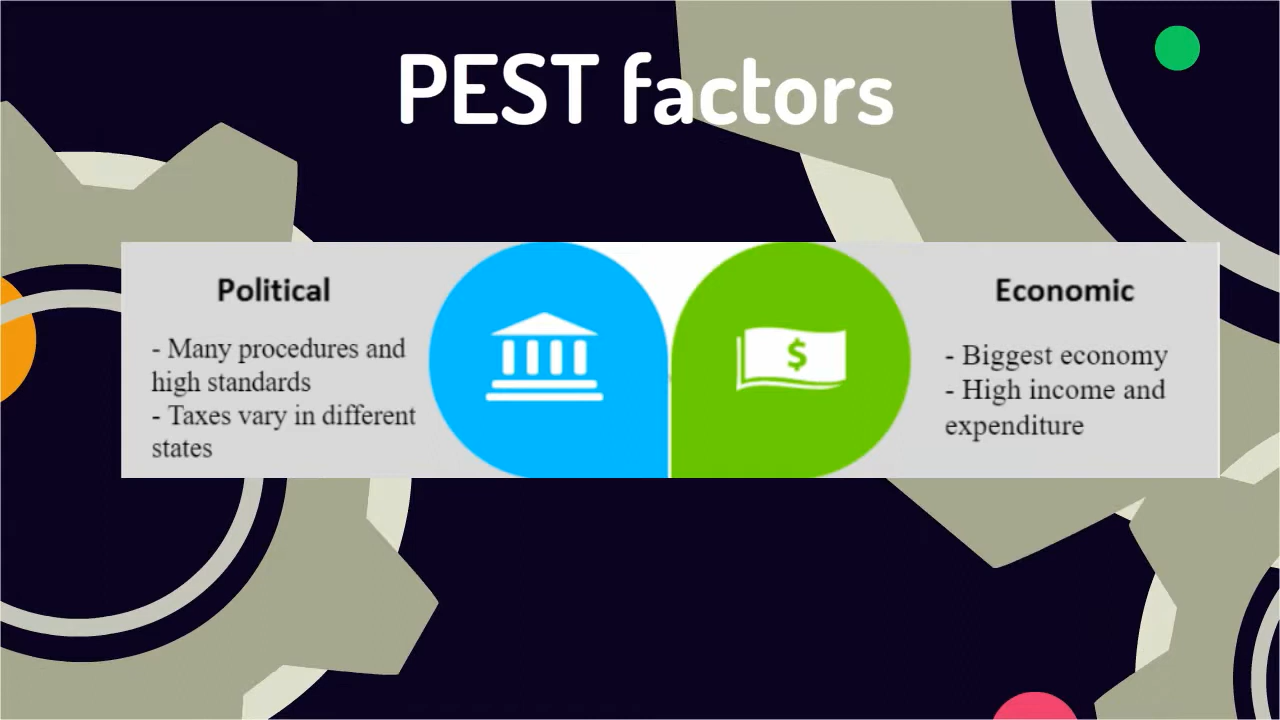 PEST factors
Political
- Many procedures and
high standards
- Taxes vary in different
states
$
Economic
- Biggest economy
- High income and
expenditure